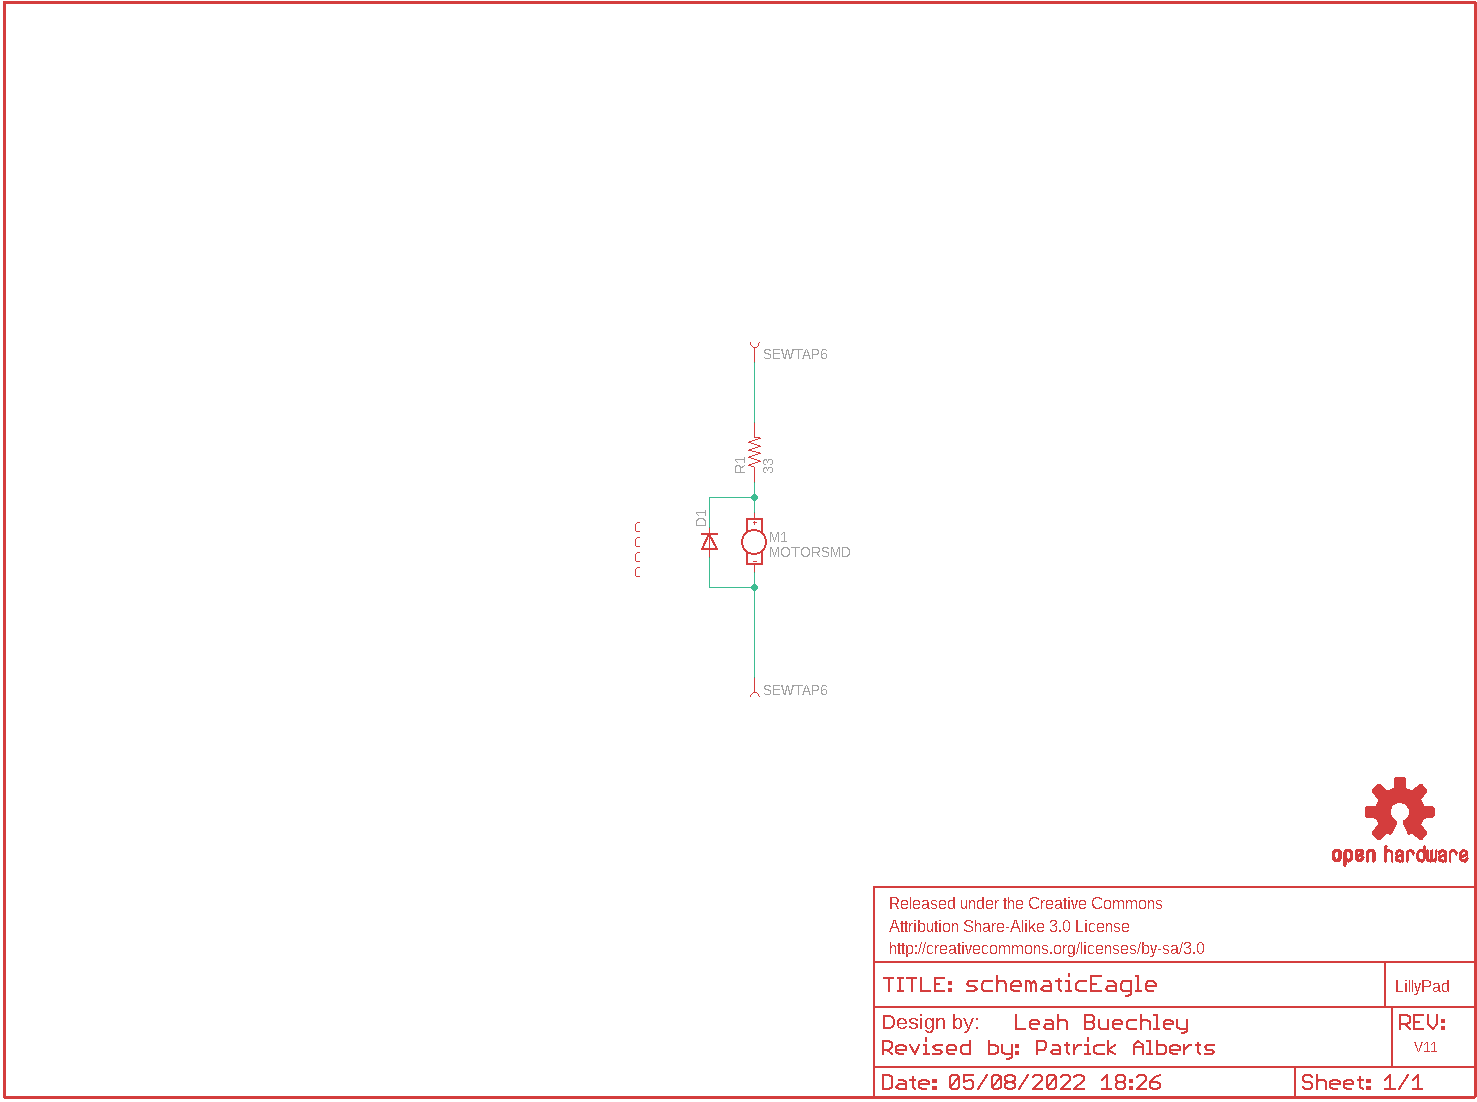 SEWTAP6
R1
33
D1
M1
MOTORSMD
SEWTAP6
open hardware
Released under the Creative Commons
Attribution Share-Alike 3.0 License
http://creativecommons.org/licenses/by-sa/3.0
TITLE: schematicEagle
LillyPad
Design by: Leah Buechley
REV:
Revised by: Patrick Alberts
V11
Date: 05/08/2022 18:26
Sheet: 1/1